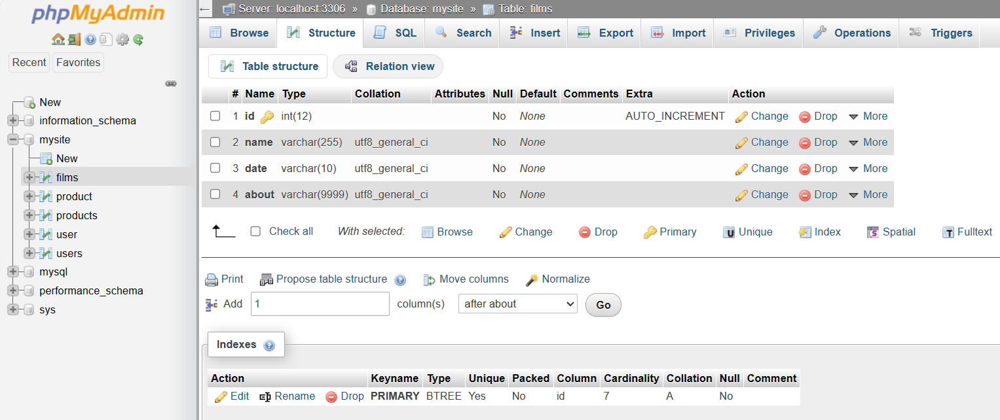 phpMyAdmin
Recent Favorites
New
information_schema
mysite
New
films
product
products
user
users
mysql
performance_schema
sys
Server: localhost:3306 » Database: mysite » Table: films
Browse Structure SQL Search Insert Export Import Privileges Operations Triggers
Table structure Relation view
# Name Type Collation Attributes Null Default Comments Extra Action
1 id int(12) No None AUTO_INCREMENT Change Drop More
2 name varchar(255) utf8_general_ci No None Change Drop More
3 date varchar(10) utf8_general_ci No None Change Drop More
4 about varchar(9999) utf8_general_ci No None Change Drop More
Check all With selected: Browse Change Drop Primary Unique Index Spatial Fulltext
Print Propose table structure Move columns Normalize
Add 1 column(s) after about Go
Indexes
Action Keyname Type Unique Packed Column Cardinality Collation Null Comment
Edit Rename Drop PRIMARY BTREE Yes No id 7 A No